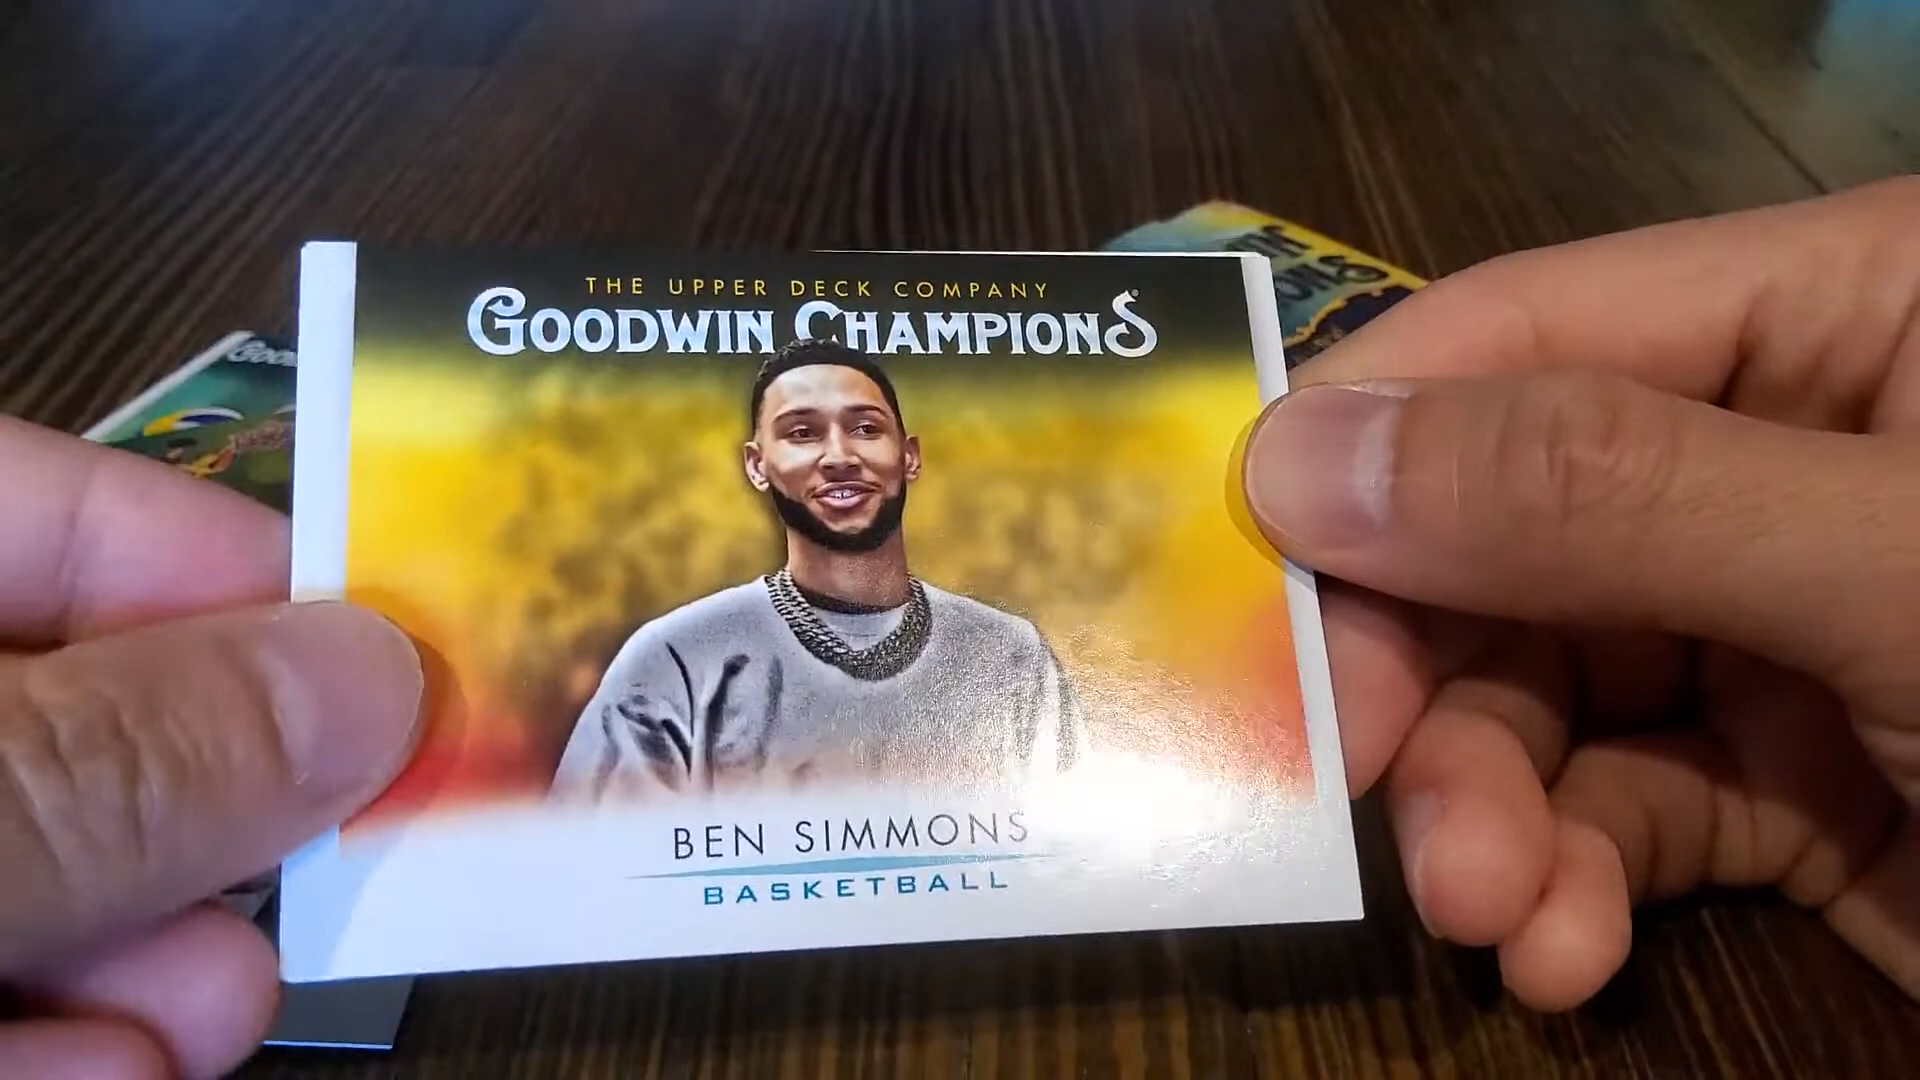 THE UPPER DECK COMPANY
GOODWIN CHAMPIONS®
BEN SIMMONS
BASKETBALL